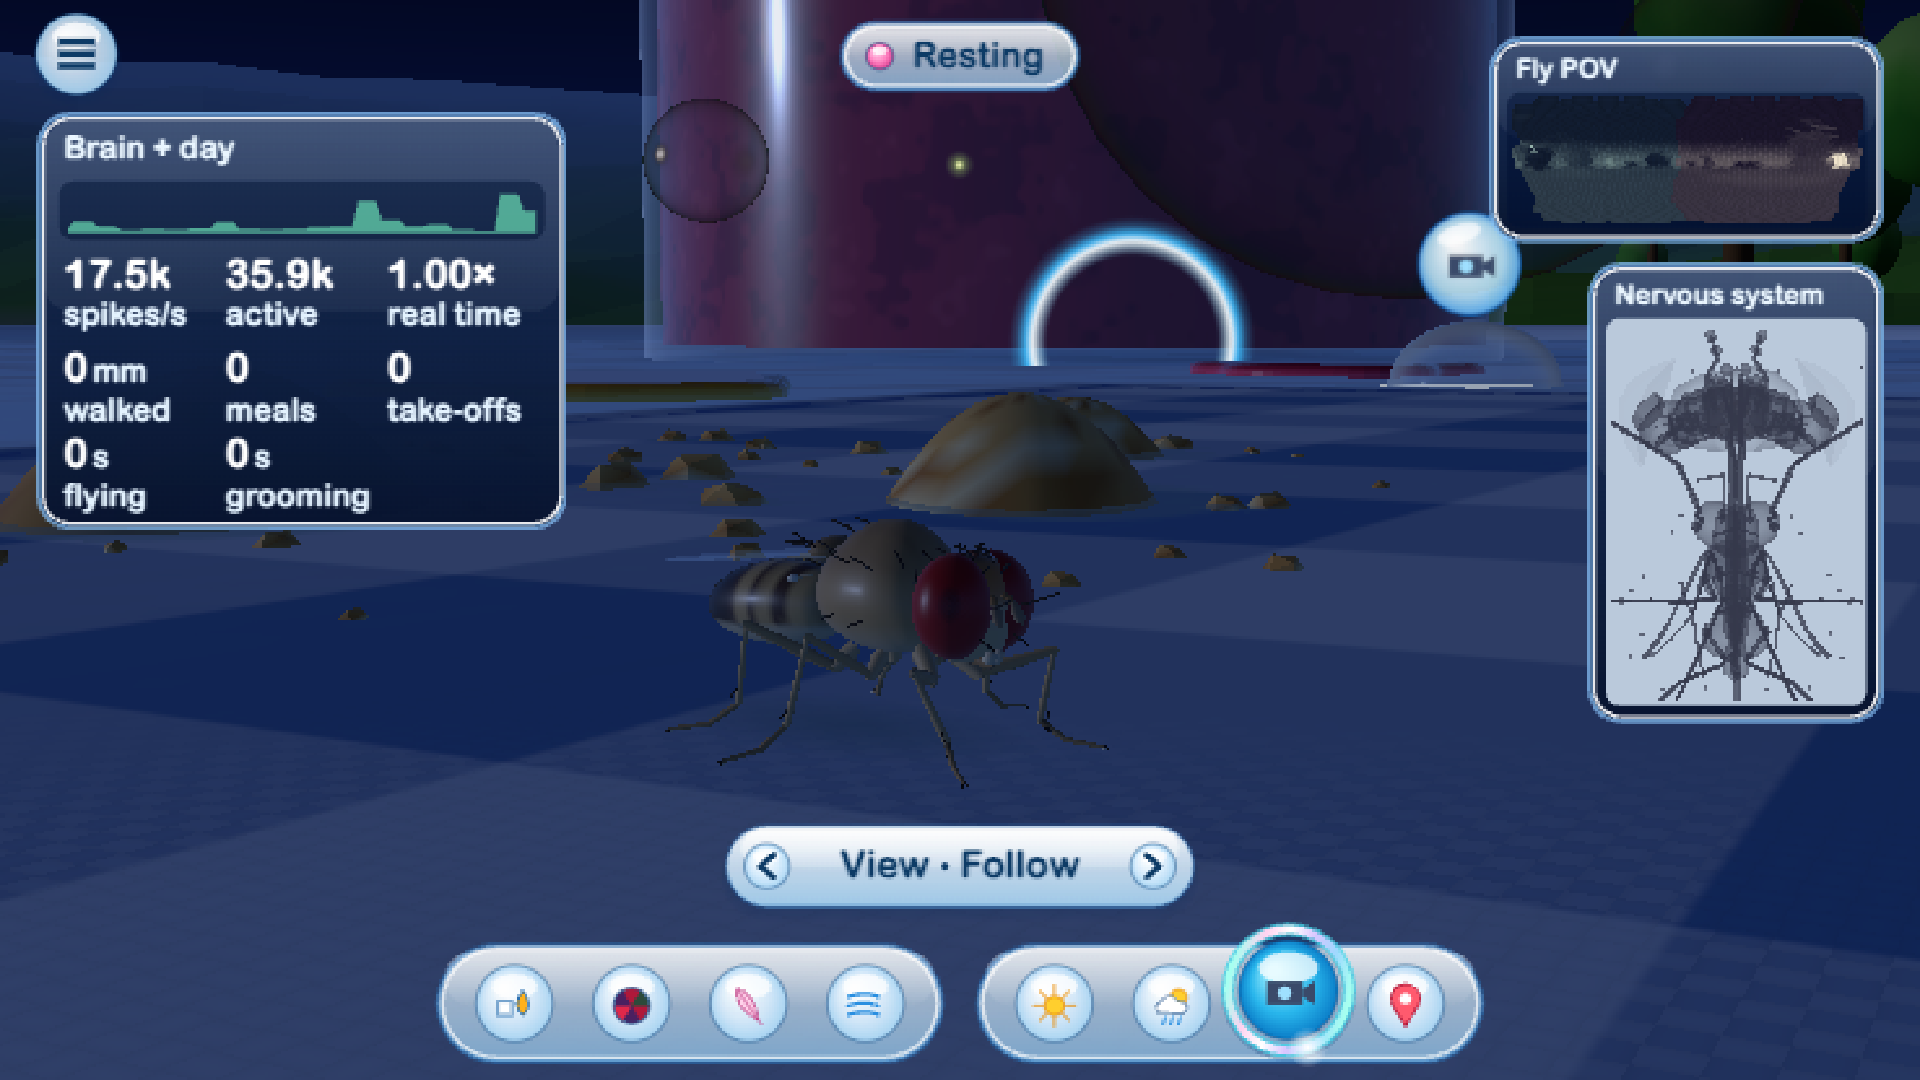 Resting
Fly POV
Brain + day
17.5k 35.9k 1.00×
spikes/s active real time
0 mm 0 0
walked meals take-offs
0 s 0 s
flying grooming
Nervous system
View · Follow